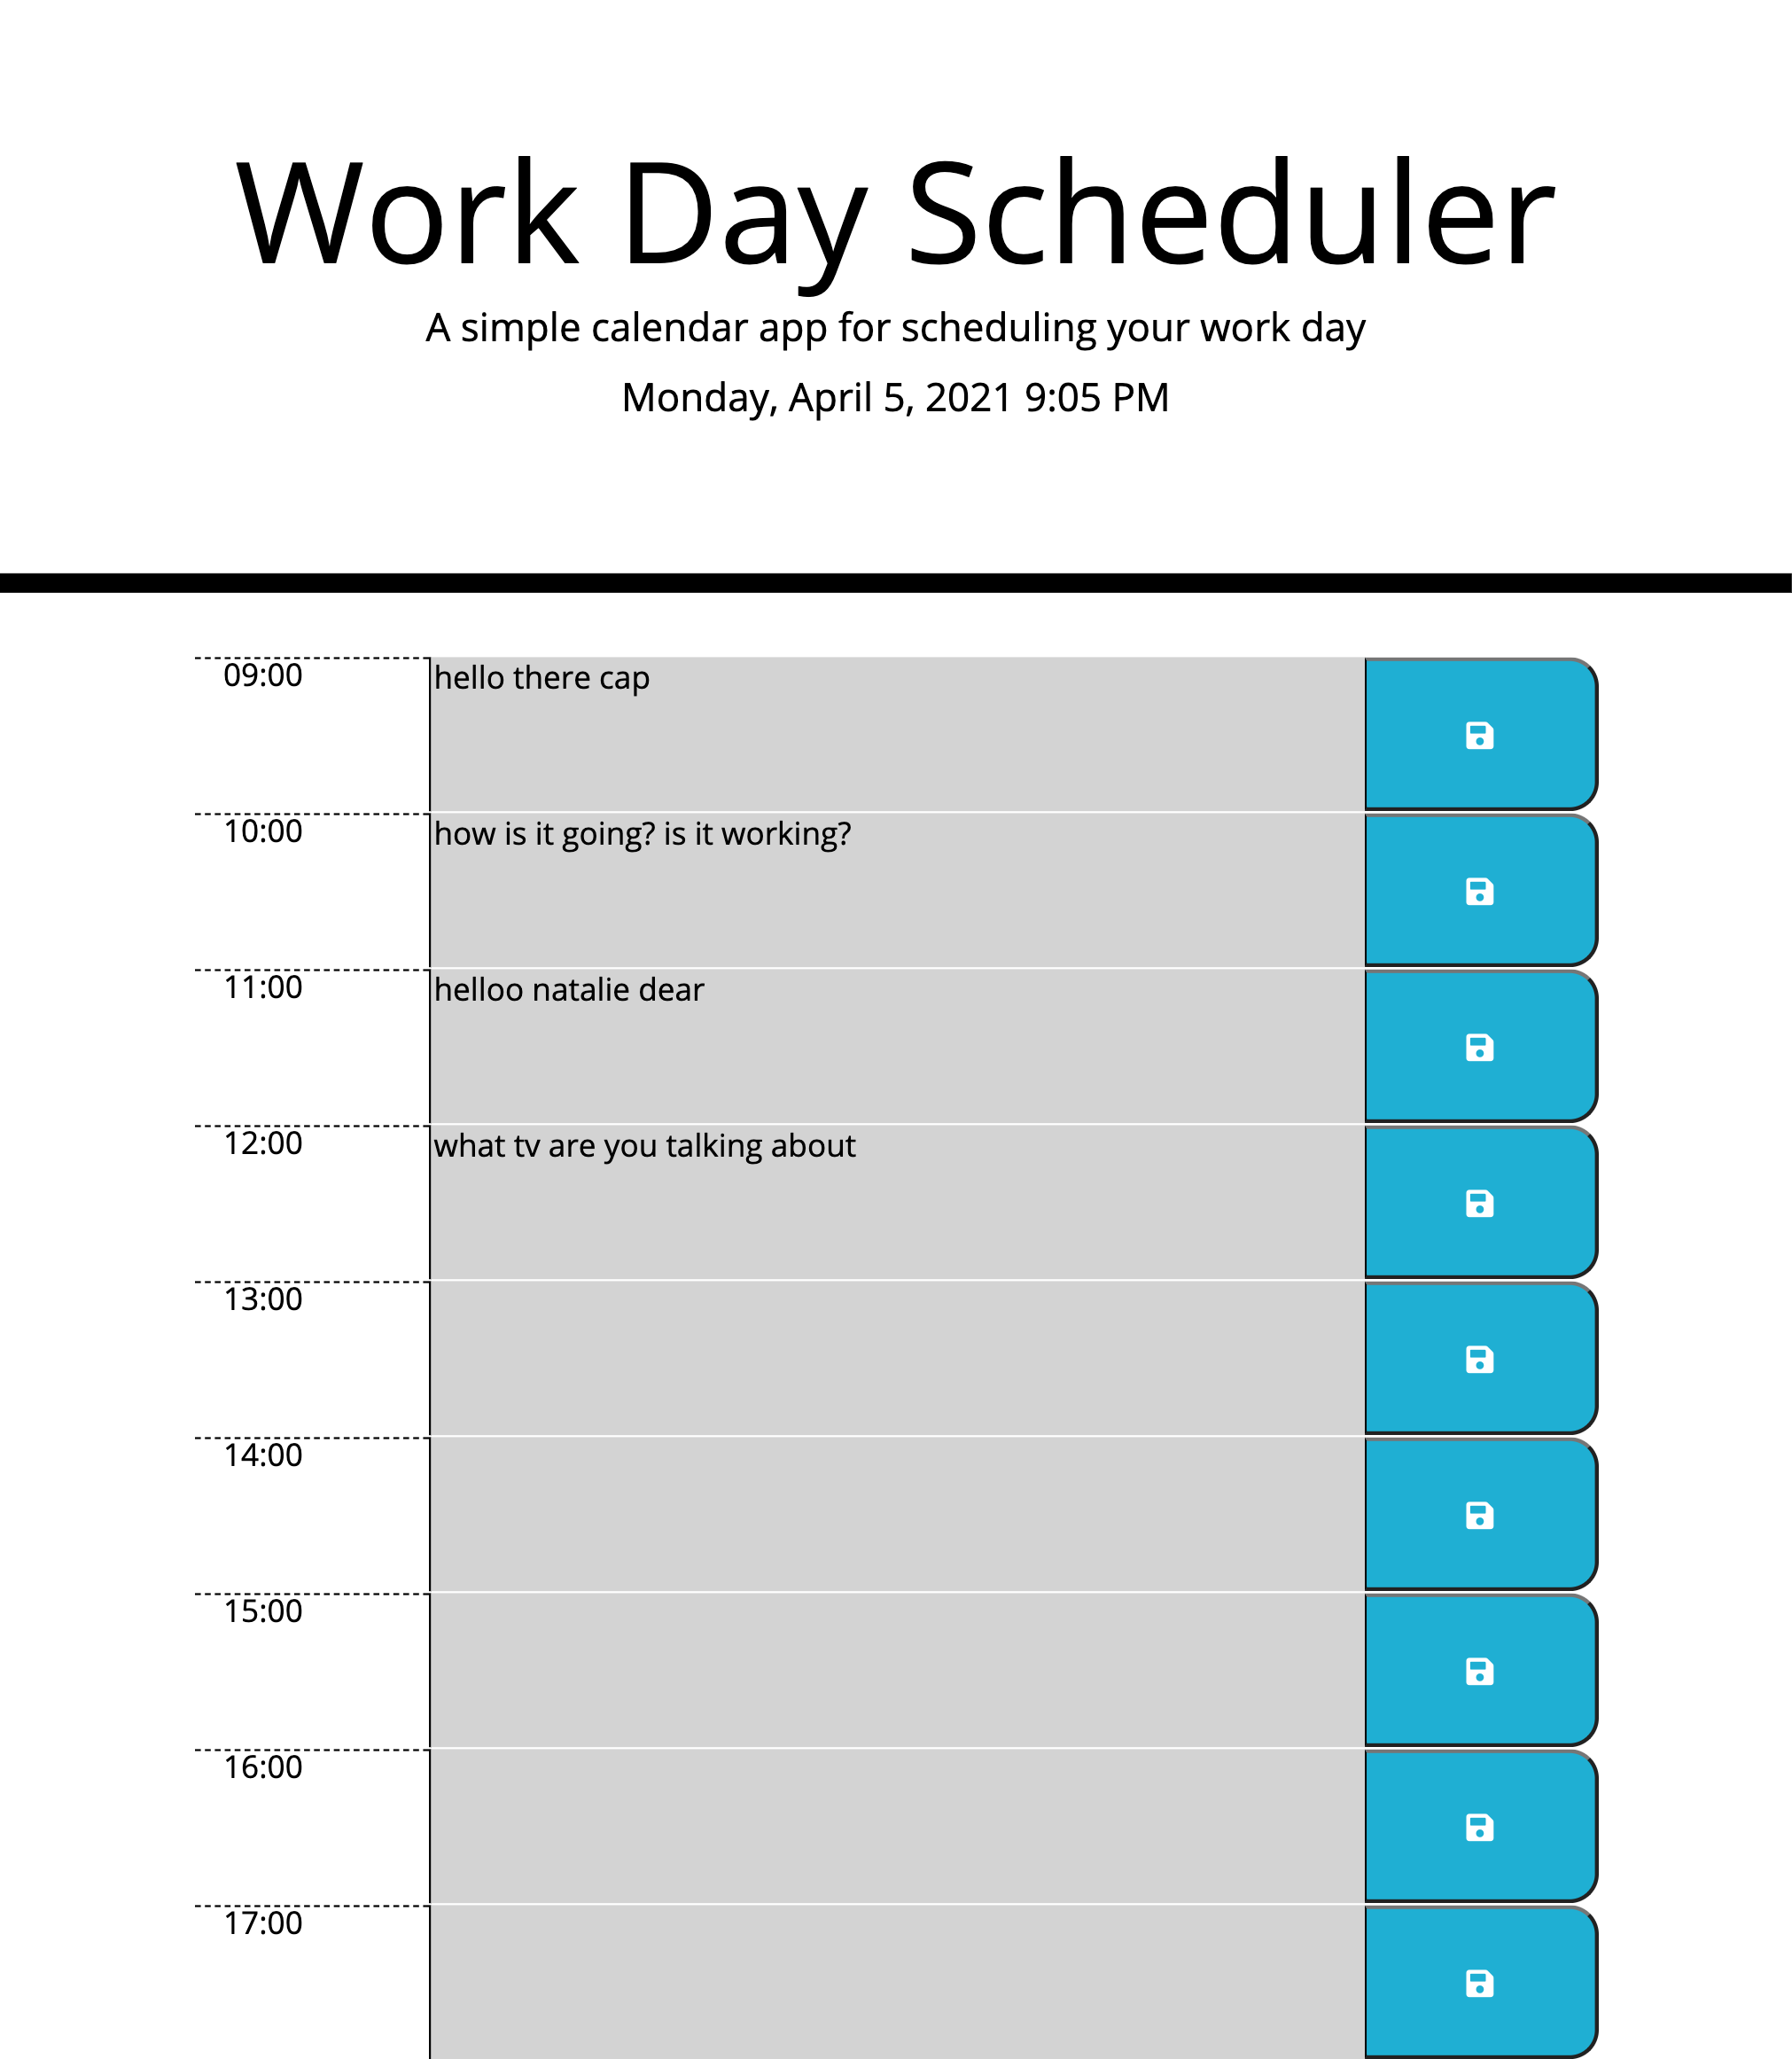 Work Day Scheduler
A simple calendar app for scheduling your work day
Monday, April 5, 2021 9:05 PM
09:00 hello there cap
10:00 how is it going? is it working?
11:00 helloo natalie dear
12:00 what tv are you talking about
13:00
14:00
15:00
16:00
17:00